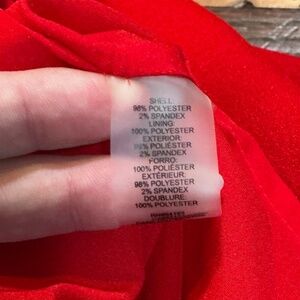 SHELL:
98% POLYESTER
2% SPANDEX
LINING:
100% POLYESTER
EXTERIOR:
98% POLIÉSTER
2% SPANDEX
FORRO:
100% POLIÉSTER
EXTÉRIEUR:
98% POLYESTER
2% SPANDEX
DOUBLURE:
100% POLYESTER